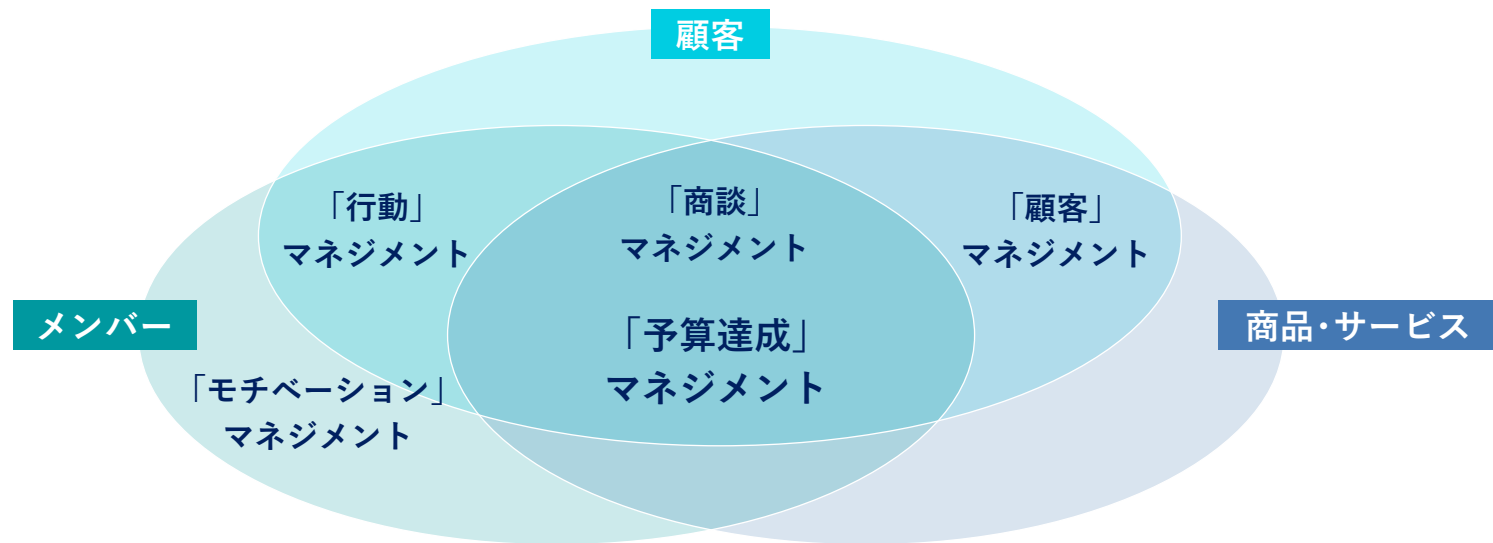 顧客
「行動」
マネジメント
「商談」
マネジメント
「顧客」
マネジメント
メンバー
商品・サービス
「予算達成」
マネジメント
「モチベーション」
マネジメント